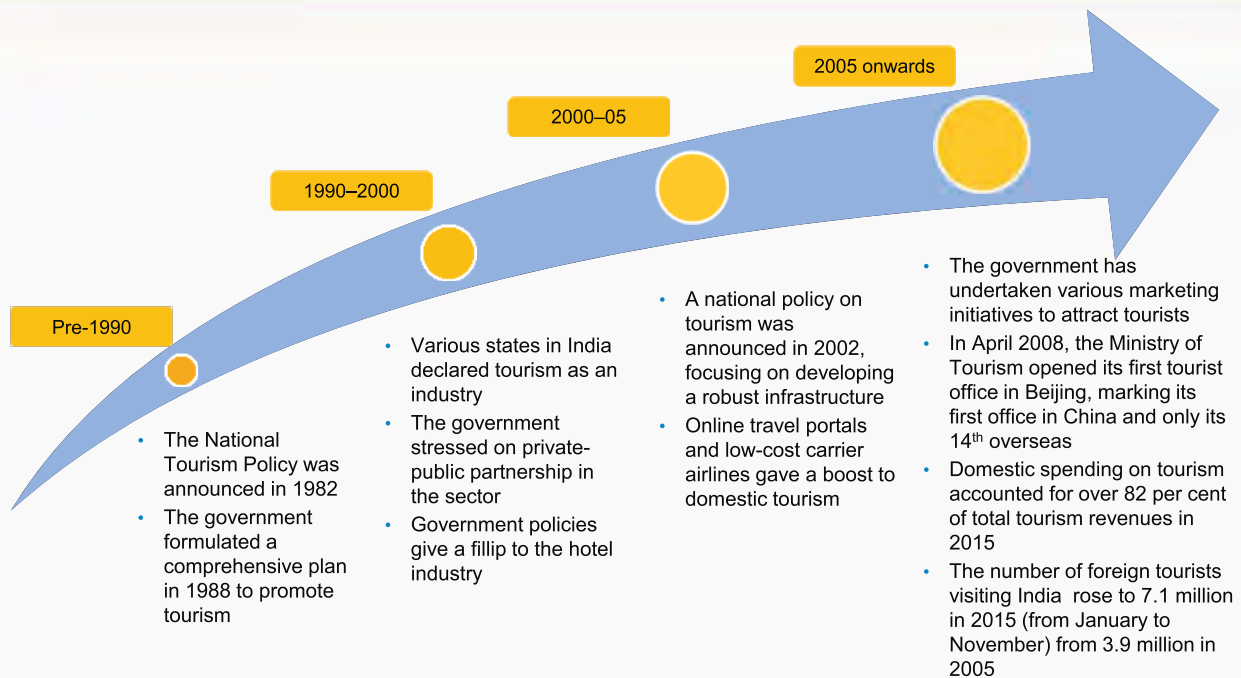 Pre-1990
• The National
Tourism Policy was
announced in 1982
• The government
formulated a
comprehensive plan
in 1988 to promote
tourism
1990–2000
• Various states in India
declared tourism as an
industry
• The government
stressed on private-
public partnership in
the sector
• Government policies
give a fillip to the hotel
industry
2000–05
• A national policy on
tourism was
announced in 2002,
focusing on developing
a robust infrastructure
• Online travel portals
and low-cost carrier
airlines gave a boost to
domestic tourism
2005 onwards
• The government has
undertaken various marketing
initiatives to attract tourists
• In April 2008, the Ministry of
Tourism opened its first tourist
office in Beijing, marking its
first office in China and only its
14th overseas
• Domestic spending on tourism
accounted for over 82 per cent
of total tourism revenues in
2015
• The number of foreign tourists
visiting India rose to 7.1 million
in 2015 (from January to
November) from 3.9 million in
2005